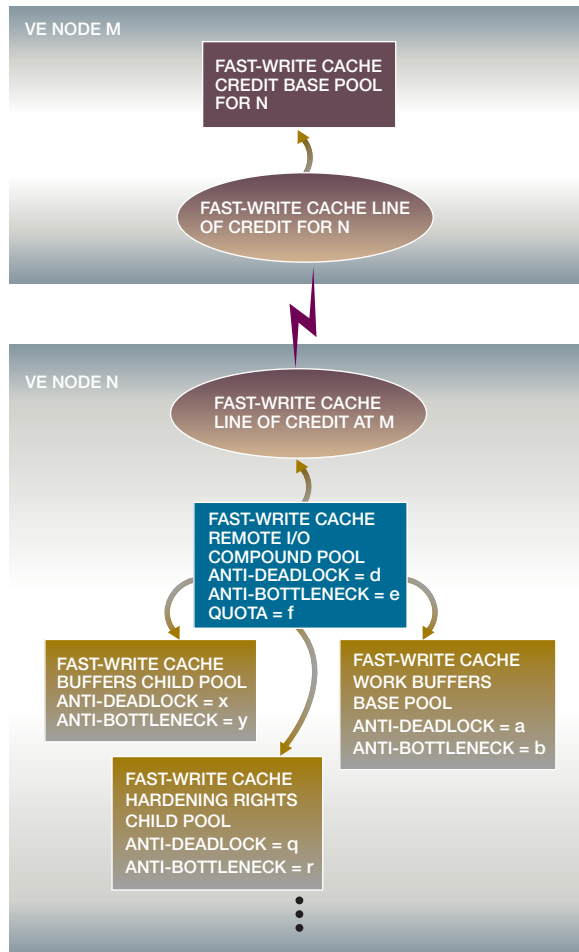 VE NODE M
FAST-WRITE CACHE
CREDIT BASE POOL
FOR N
FAST-WRITE CACHE LINE
OF CREDIT FOR N
VE NODE N
FAST-WRITE CACHE
LINE OF CREDIT AT M
FAST-WRITE CACHE
REMOTE I/O
COMPOUND POOL
ANTI-DEADLOCK = d
ANTI-BOTTLENECK = e
QUOTA = f
FAST-WRITE CACHE
BUFFERS CHILD POOL
ANTI-DEADLOCK = x
ANTI-BOTTLENECK = y
FAST-WRITE CACHE
WORK BUFFERS
BASE POOL
ANTI-DEADLOCK = a
ANTI-BOTTLENECK = b
FAST-WRITE CACHE
HARDENING RIGHTS
CHILD POOL
ANTI-DEADLOCK = q
ANTI-BOTTLENECK = r